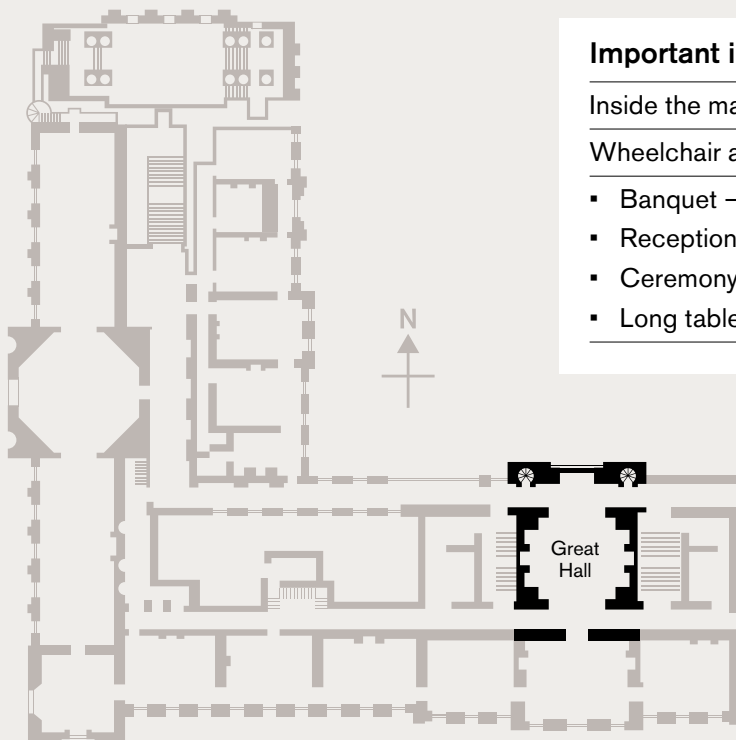 Important i
Inside the ma
Wheelchair a
▪ Banquet –
▪ Reception
▪ Ceremony
▪ Long table
N
Great
Hall